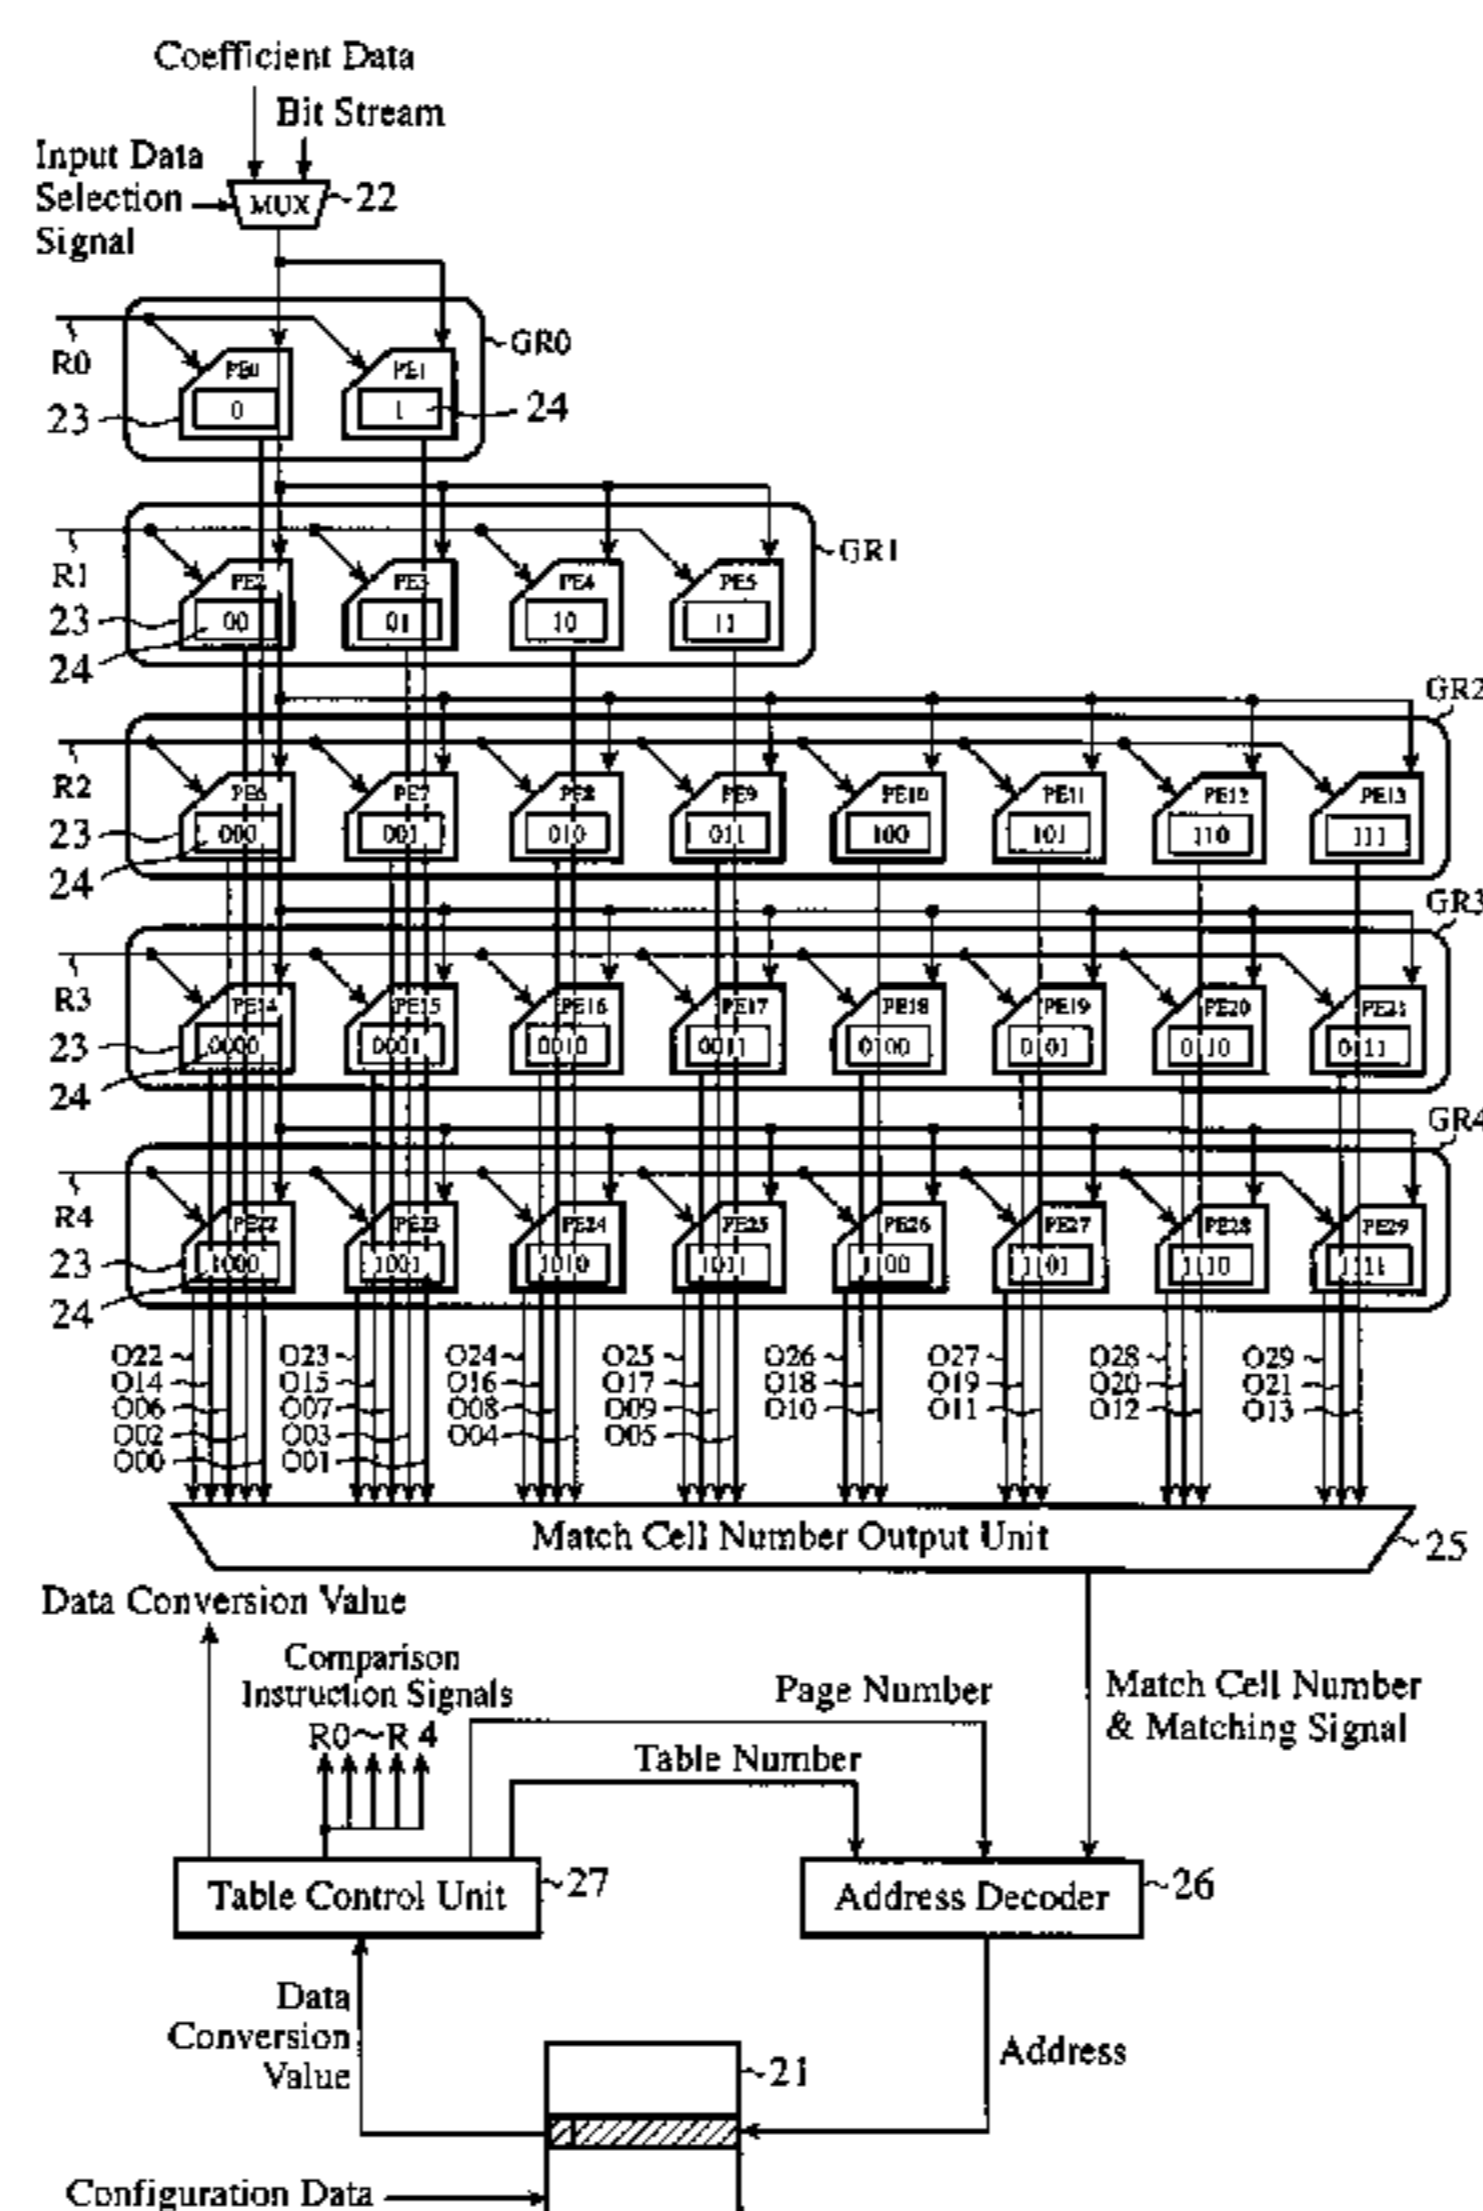 Coefficient Data
Bit Stream
Input Data
Selection
Signal
MUX
22
GR0
R0
PE0
PE1
0
1
23
24
GR1
R1
PE2
PE3
PE4
PE5
23
00
01
10
11
24
GR2
R2
PE6
PE7
PE8
PE9
PE10
PE11
PE12
PE13
23
000
001
010
011
100
101
110
111
24
GR3
R3
PE14
PE15
PE16
PE17
PE18
PE19
PE20
PE21
23
0000
0001
0010
0011
0100
0101
0110
0111
24
GR4
R4
PE22
PE23
PE24
PE25
PE26
PE27
PE28
PE29
23
1000
1001
1010
1011
1100
1101
1110
1111
24
O22 O23 O24 O25 O26 O27 O28 O29
O14 O15 O16 O17 O18 O19 O20 O21
O06 O07 O08 O09 O10 O11 O12 O13
O02 O03 O04 O05
O00 O01
Match Cell Number Output Unit
25
Data Conversion Value
Comparison
Instruction Signals
R0~R4
Page Number
Table Number
Match Cell Number
& Matching Signal
Table Control Unit
27
Address Decoder
26
Data
Conversion
Value
Address
21
Configuration Data